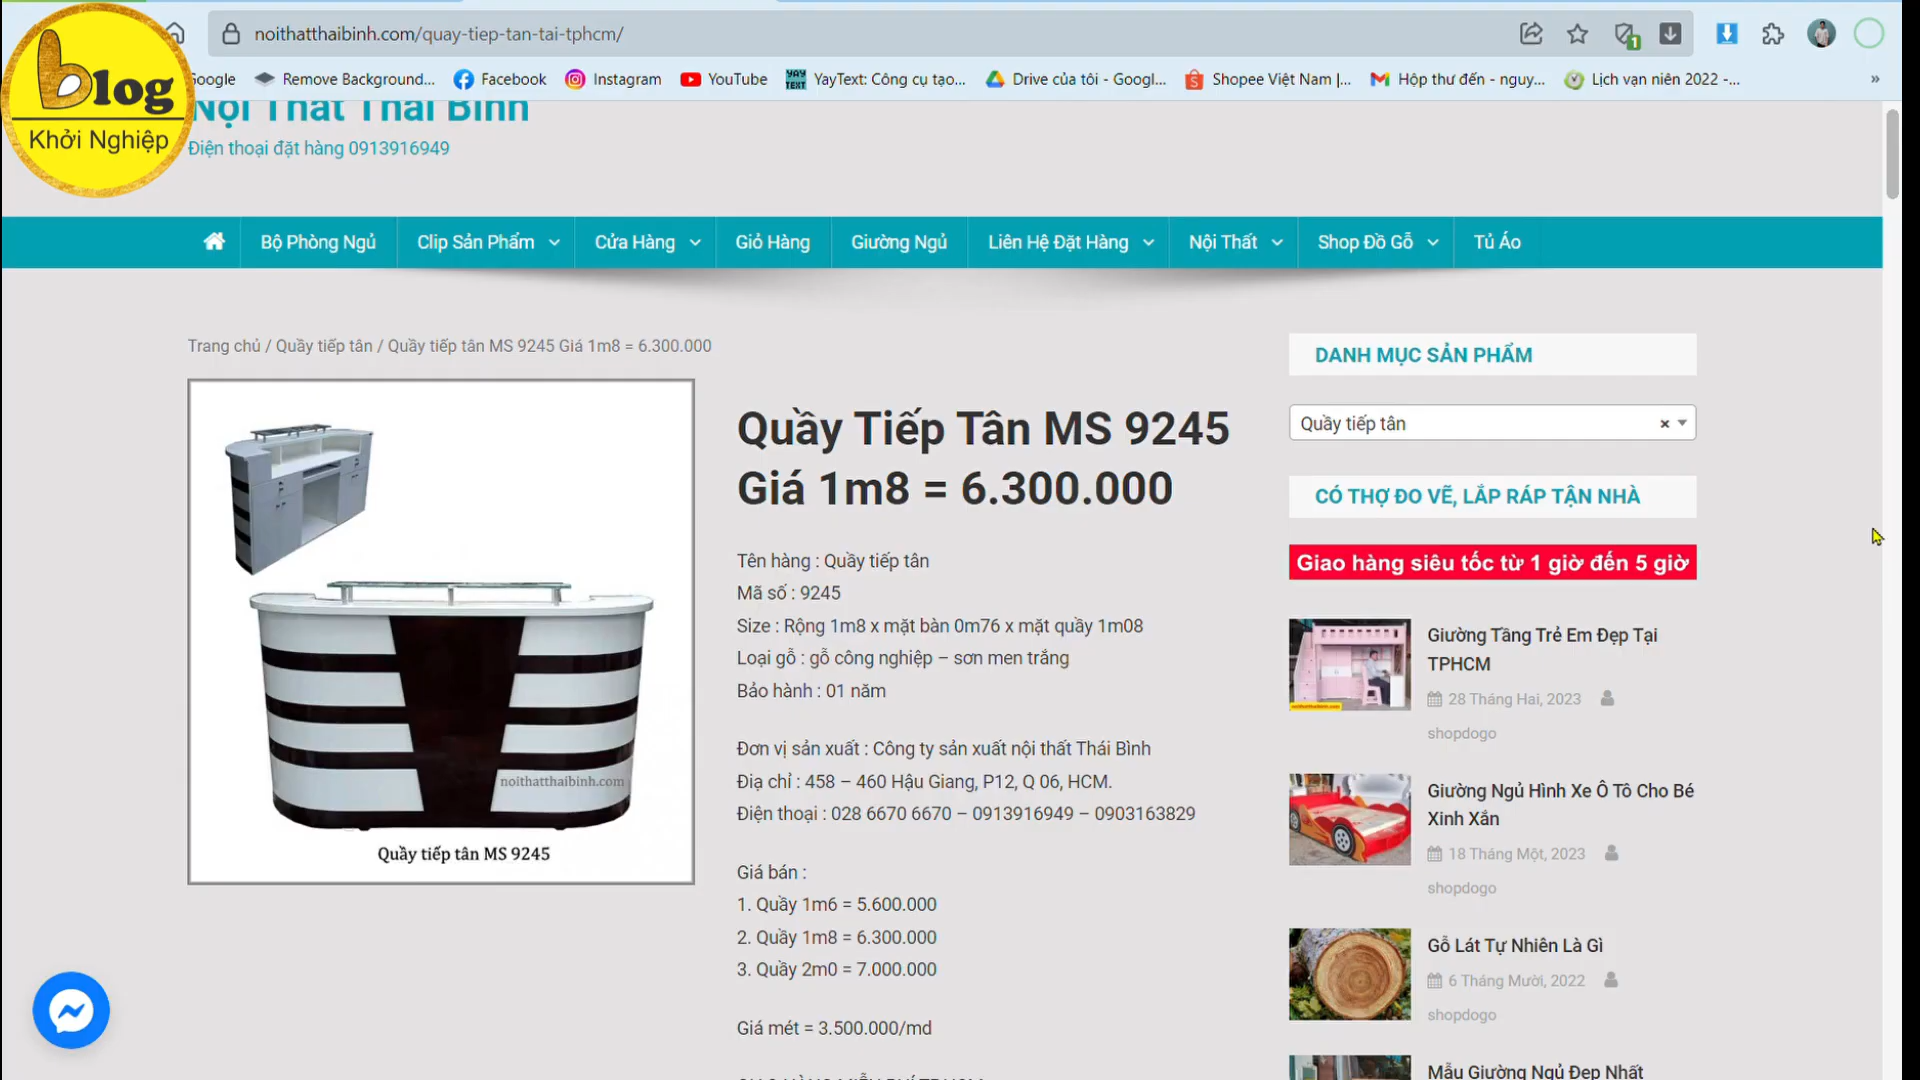 blog
Khởi Nghiệp
noithatthaibinh.com/quay-tiep-tan-tai-tphcm/
1
Google
Remove Background...
Facebook
Instagram
YouTube
YAY
TEXT
YayText: Công cụ tạo...
Drive của tôi - Googl...
Shopee Việt Nam |...
Hộp thư đến - nguy...
Lịch vạn niên 2022 -...
»
Nội Thất Thái Bình
Điện thoại đặt hàng 0913916949
Bộ Phòng Ngủ
Clip Sản Phẩm
Cửa Hàng
Giỏ Hàng
Giường Ngủ
Liên Hệ Đặt Hàng
Nội Thất
Shop Đồ Gỗ
Tủ Áo
Trang chủ / Quầy tiếp tân / Quầy tiếp tân MS 9245 Giá 1m8 = 6.300.000
noithatthaibinh.com
Quầy tiếp tân MS 9245
Quầy Tiếp Tân MS 9245
Giá 1m8 = 6.300.000
Tên hàng : Quầy tiếp tân
Mã số : 9245
Size : Rộng 1m8 x mặt bàn 0m76 x mặt quầy 1m08
Loại gỗ : gỗ công nghiệp – sơn men trắng
Bảo hành : 01 năm
Đơn vị sản xuất : Công ty sản xuất nội thất Thái Bình
Địa chỉ : 458 – 460 Hậu Giang, P12, Q 06, HCM.
Điện thoại : 028 6670 6670 – 0913916949 – 0903163829
Giá bán :
1. Quầy 1m6 = 5.600.000
2. Quầy 1m8 = 6.300.000
3. Quầy 2m0 = 7.000.000
Giá mét = 3.500.000/md
DANH MỤC SẢN PHẨM
Quầy tiếp tân
×
CÓ THỢ ĐO VẼ, LẮP RÁP TẬN NHÀ
Giao hàng siêu tốc từ 1 giờ đến 5 giờ
Giường Tầng Trẻ Em Đẹp Tại
TPHCM
28 Tháng Hai, 2023
shopdogo
Giường Ngủ Hình Xe Ô Tô Cho Bé
Xinh Xắn
18 Tháng Một, 2023
shopdogo
Gỗ Lát Tự Nhiên Là Gì
6 Tháng Mười, 2022
shopdogo
Mẫu Giường Ngủ Đẹp Nhất